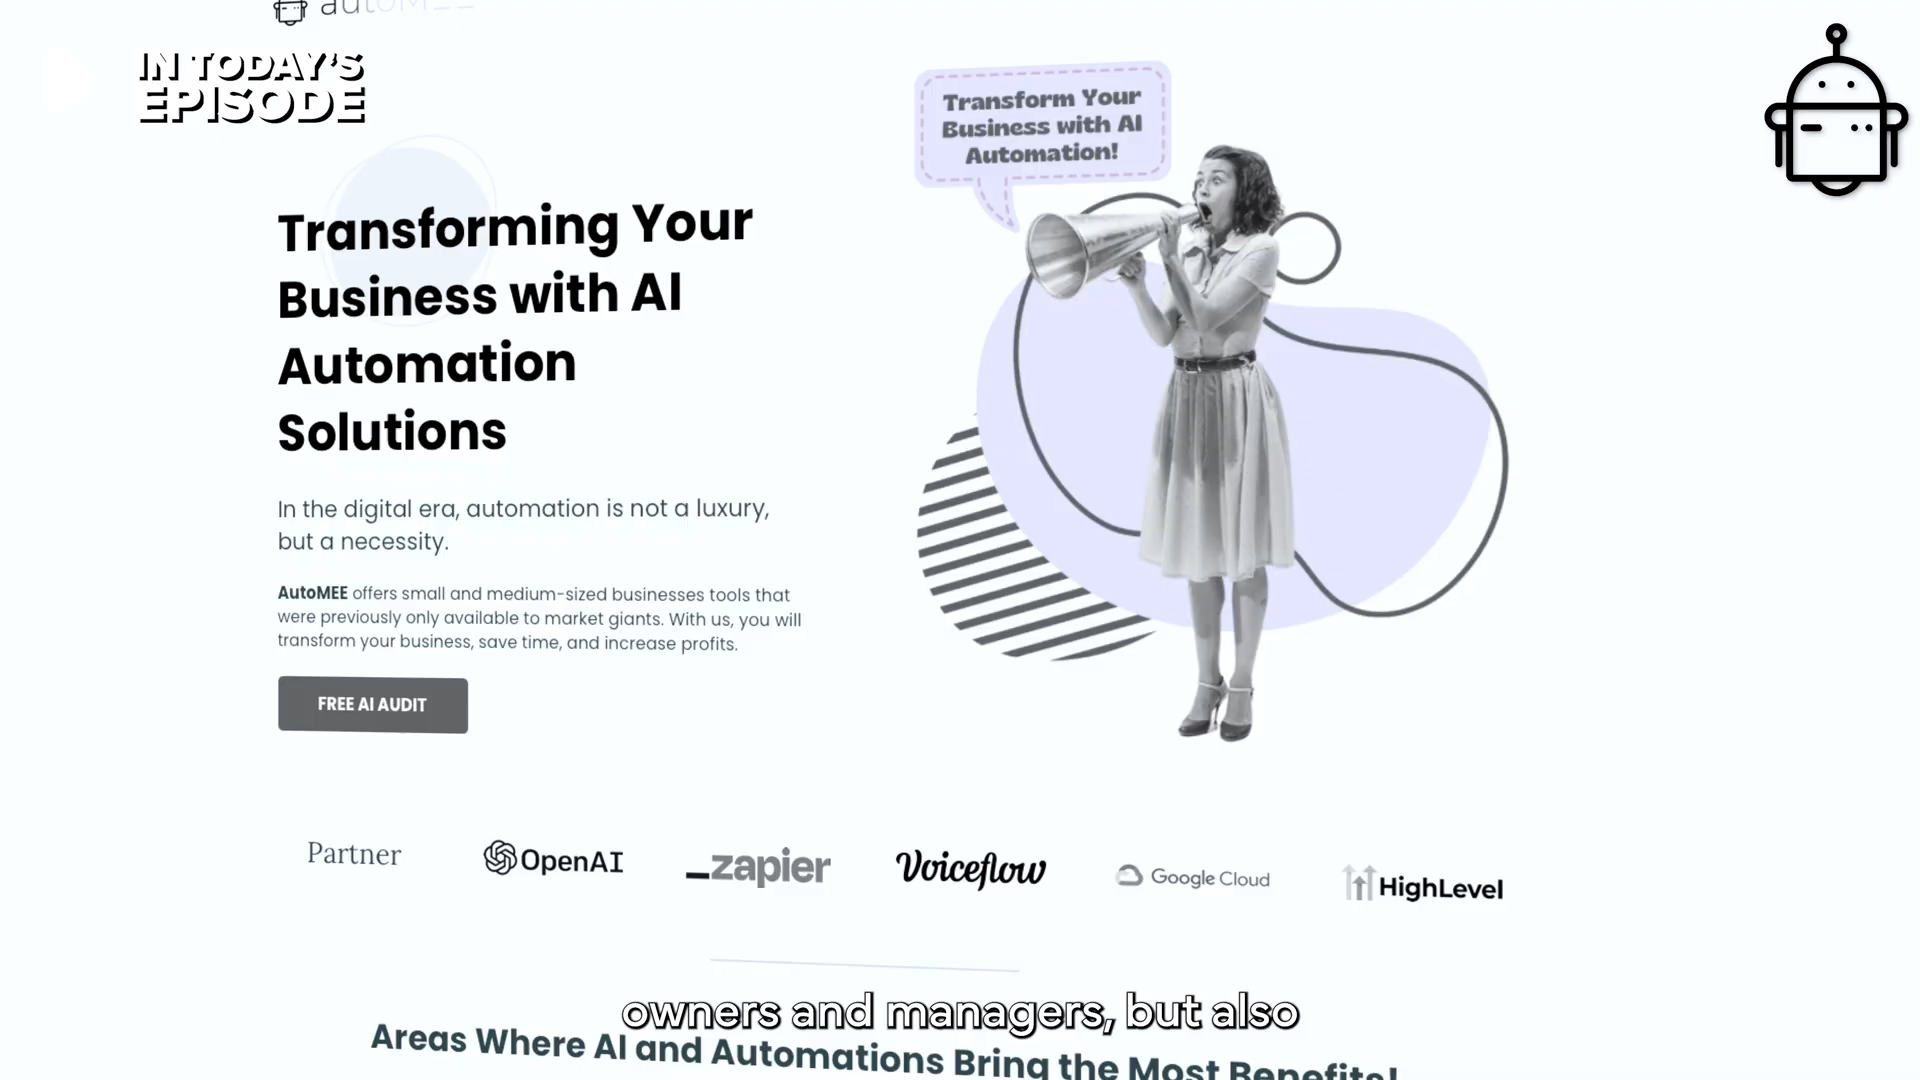 autoMEE
IN TODAY'S
EPISODE
Transform Your
Business with AI
Automation!
Transforming Your
Business with AI
Automation
Solutions
In the digital era, automation is not a luxury,
but a necessity.
AutoMEE offers small and medium-sized businesses tools that
were previously only available to market giants. With us, you will
transform your business, save time, and increase profits.
FREE AI AUDIT
Partner
OpenAI
zapier
Voiceflow
Google Cloud
HighLevel
owners and managers, but also
Areas Where AI and Automations Bring the Most Benefits!